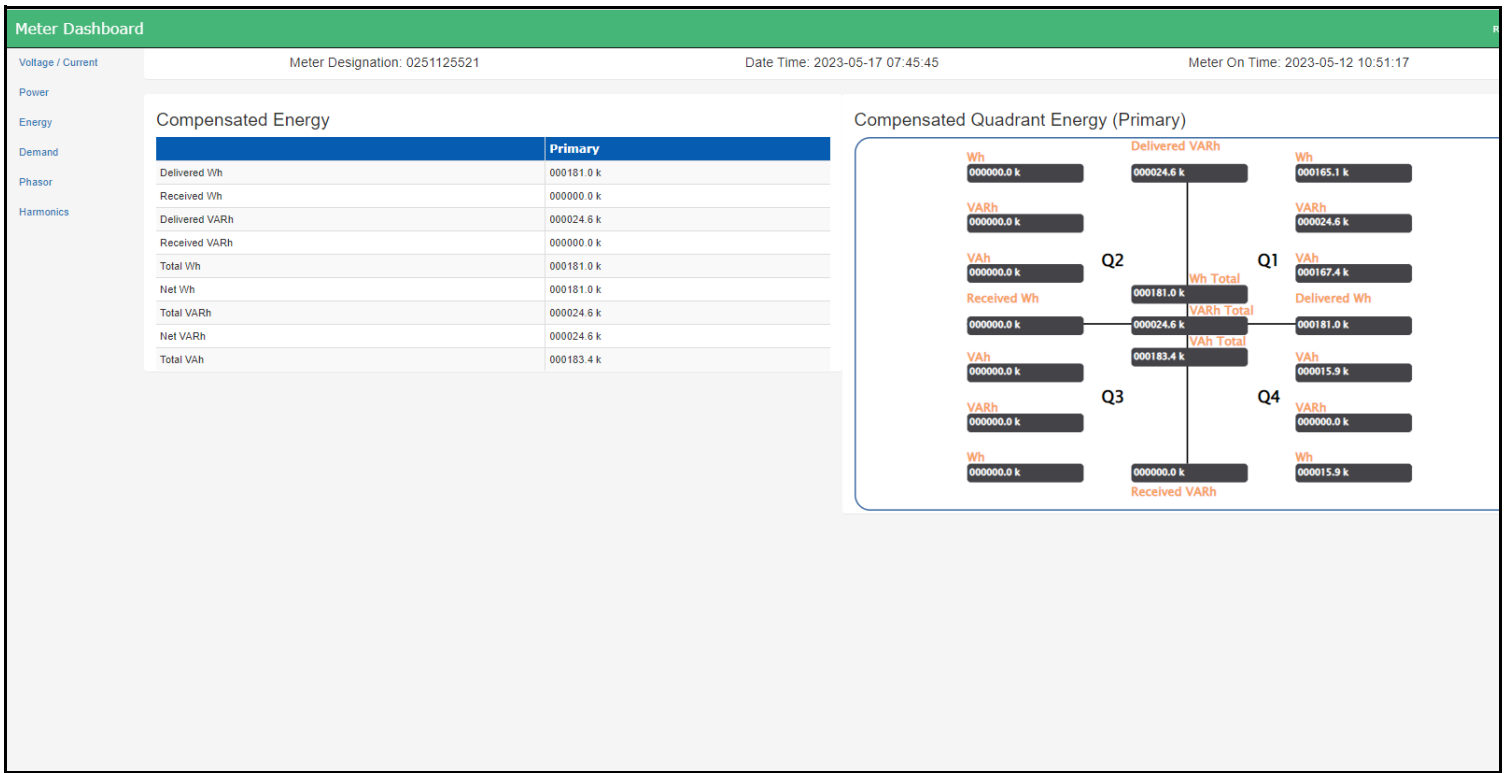 Meter Dashboard
R
Voltage / Current
Power
Energy
Demand
Phasor
Harmonics
Meter Designation: 0251125521 Date Time: 2023-05-17 07:45:45 Meter On Time: 2023-05-12 10:51:17
Compensated Energy
Primary
Delivered Wh 000181.0 k
Received Wh 000000.0 k
Delivered VARh 000024.6 k
Received VARh 000000.0 k
Total Wh 000181.0 k
Net Wh 000181.0 k
Total VARh 000024.6 k
Net VARh 000024.6 k
Total VAh 000183.4 k
Compensated Quadrant Energy (Primary)
Delivered VARh
Wh Wh
000000.0 k 000024.6 k 000165.1 k
VARh VARh
000000.0 k 000024.6 k
VAh Q2 Q1 VAh
000000.0 k 000167.4 k
Wh Total
000181.0 k
Received Wh Delivered Wh
VARh Total
000000.0 k 000024.6 k 000181.0 k
VAh Total
VAh 000183.4 k VAh
000000.0 k 000015.9 k
Q3 Q4
VARh VARh
000000.0 k 000000.0 k
Wh Wh
000000.0 k 000000.0 k 000015.9 k
Received VARh